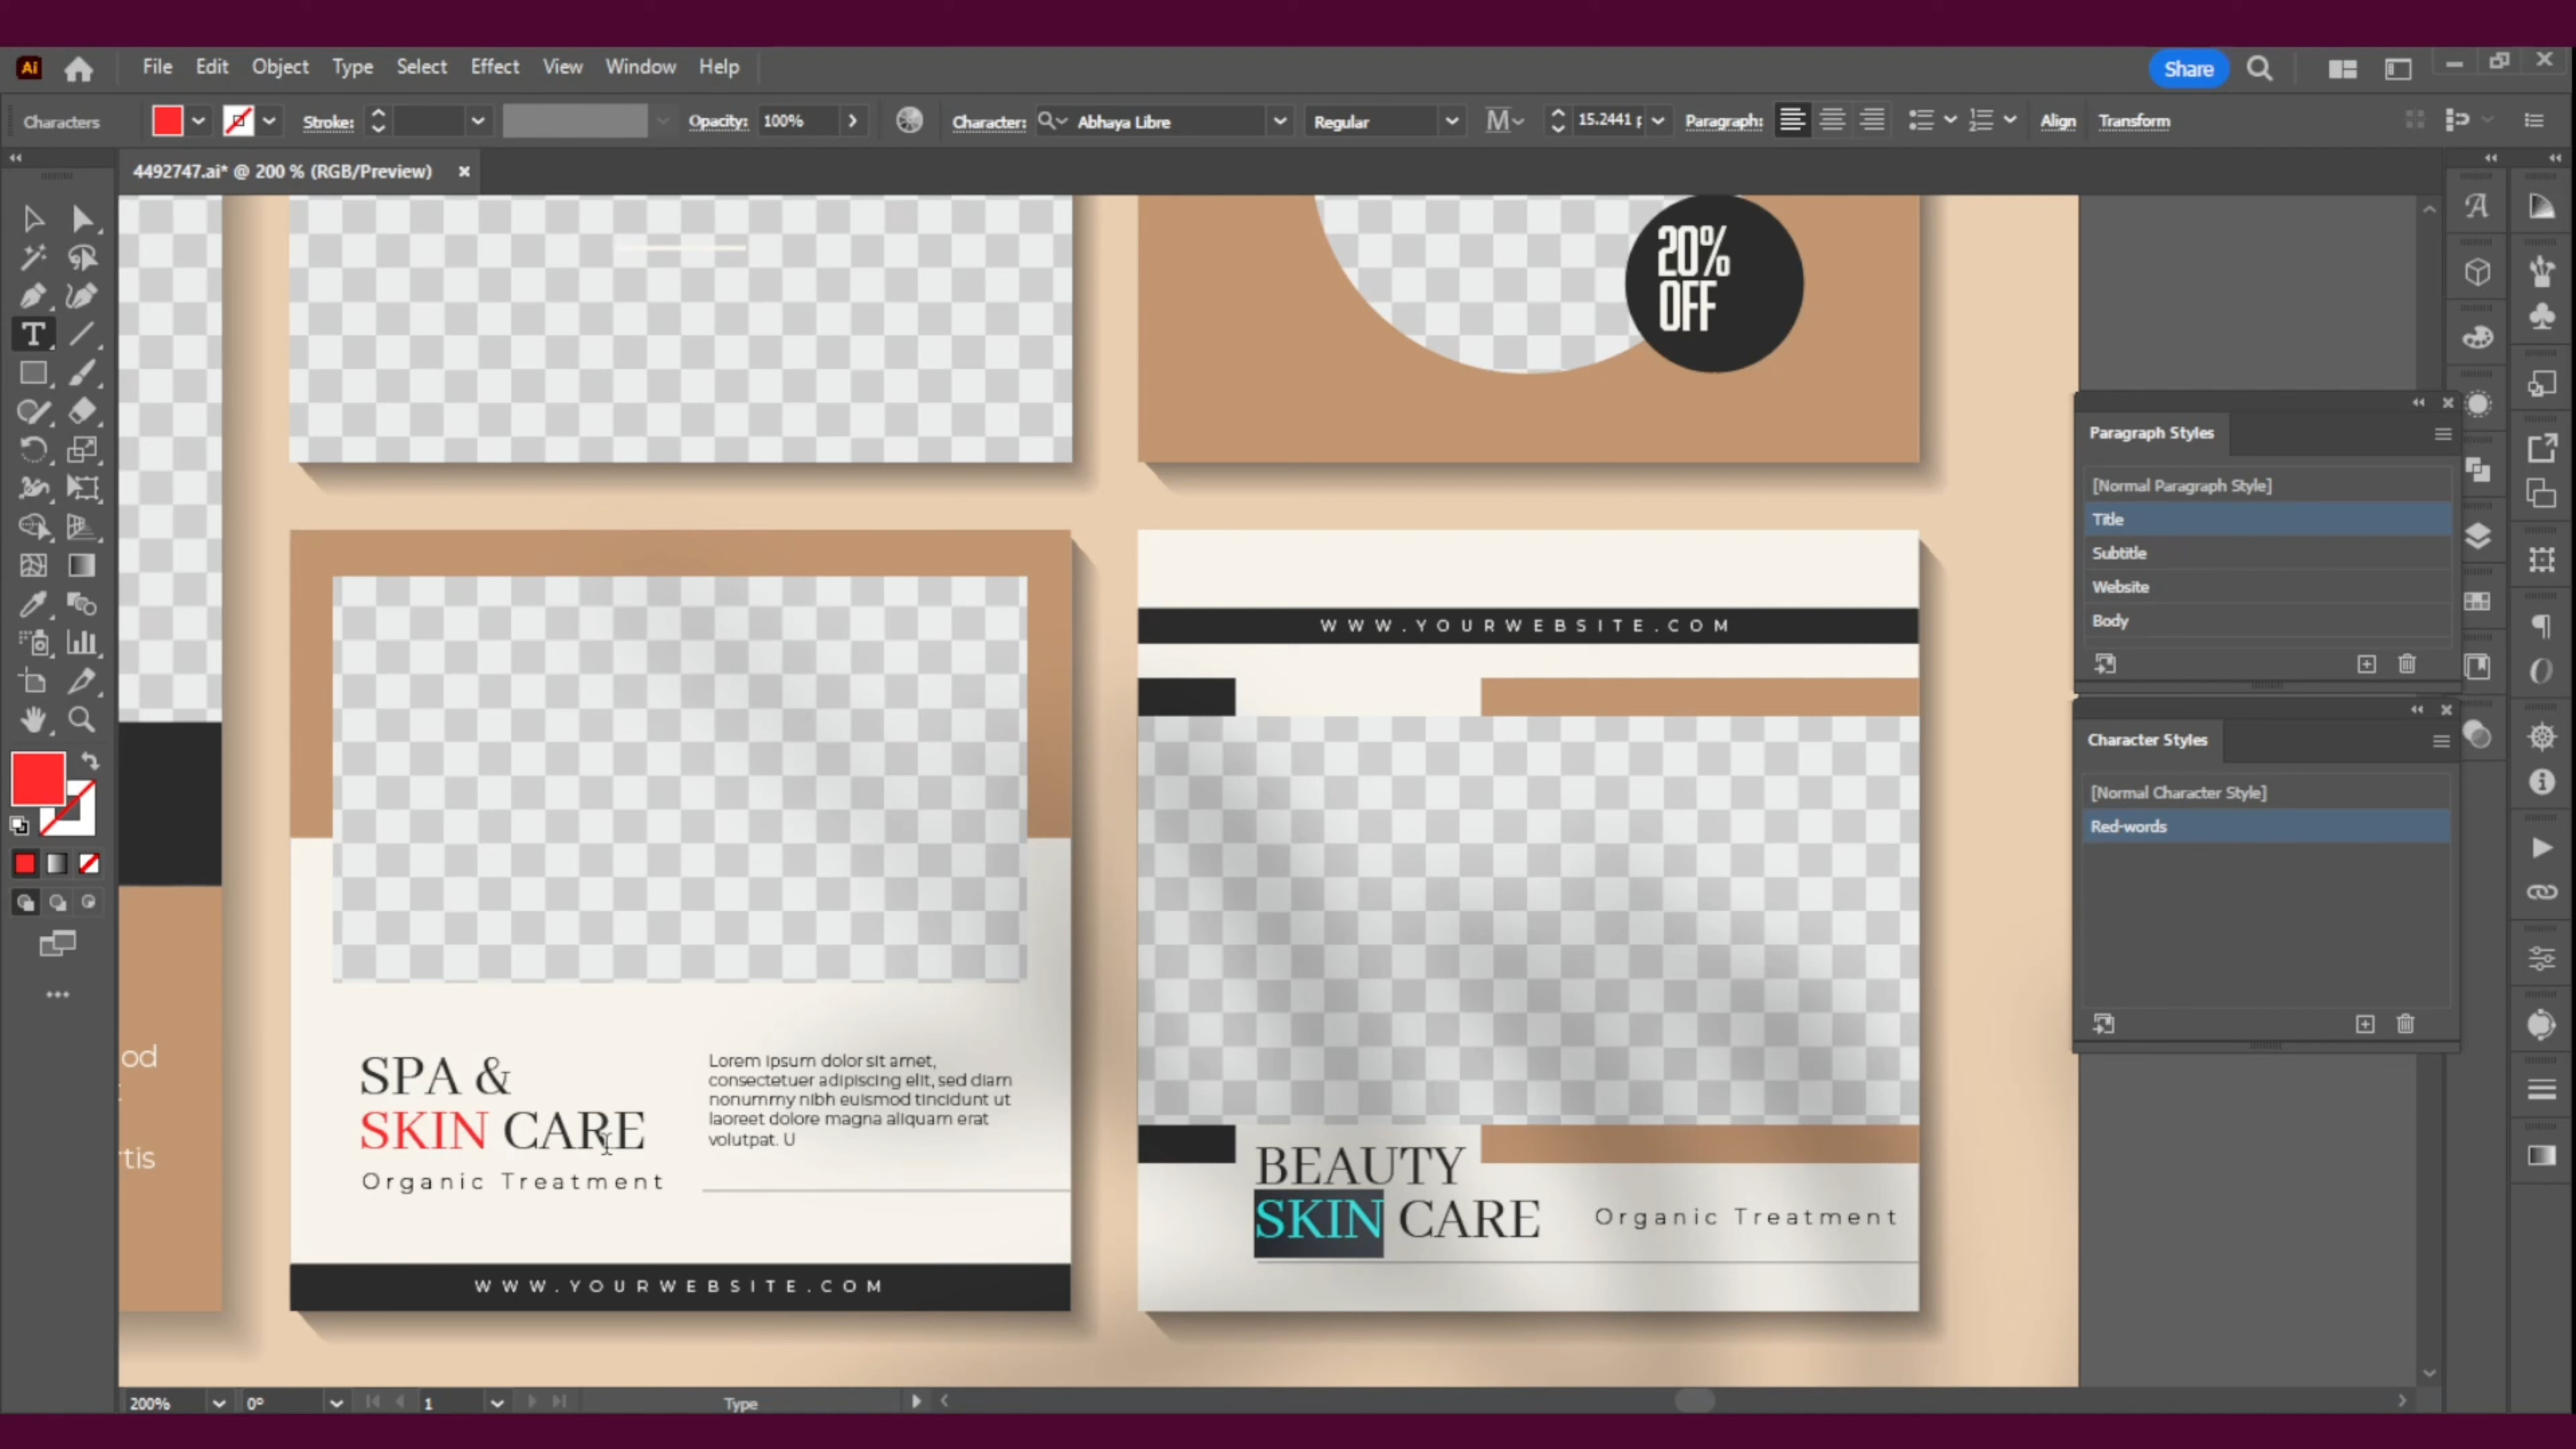 Ai File Edit Object Type Select Effect View Window Help Share
Characters Stroke: Opacity: 100% Character: Abhaya Libre Regular 15.2441 p Paragraph: Align Transform
4492747.ai* @ 200 % (RGB/Preview)
20%
OFF
Paragraph Styles
[Normal Paragraph Style]
Title
Subtitle
Website
Body
Character Styles
[Normal Character Style]
Red-words
WWW.YOURWEBSITE.COM
od
rtis
SPA &
SKIN CARE
Organic Treatment
Lorem ipsum dolor sit amet,
consectetuer adipiscing elit, sed diam
nonummy nibh euismod tincidunt ut
laoreet dolore magna aliquam erat
volutpat. U
WWW.YOURWEBSITE.COM
BEAUTY
SKIN CARE
Organic Treatment
200% 0° 1 Type